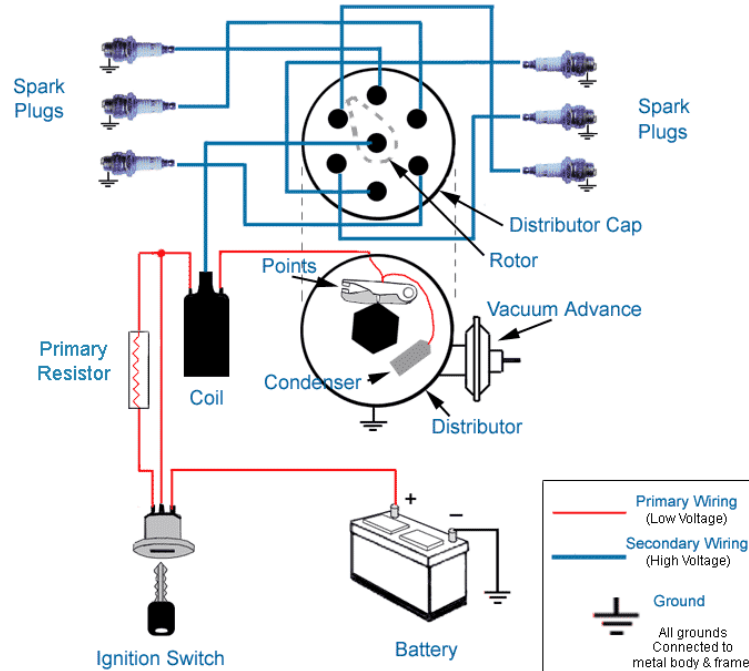 Spark
Plugs
Spark
Plugs
Distributor Cap
Rotor
Points
Vacuum Advance
Primary
Resistor
Coil
Condenser
Distributor
+
–
Ignition Switch
Battery
Primary Wiring
(Low Voltage)
Secondary Wiring
(High Voltage)
Ground
All grounds
Connected to
metal body & frame